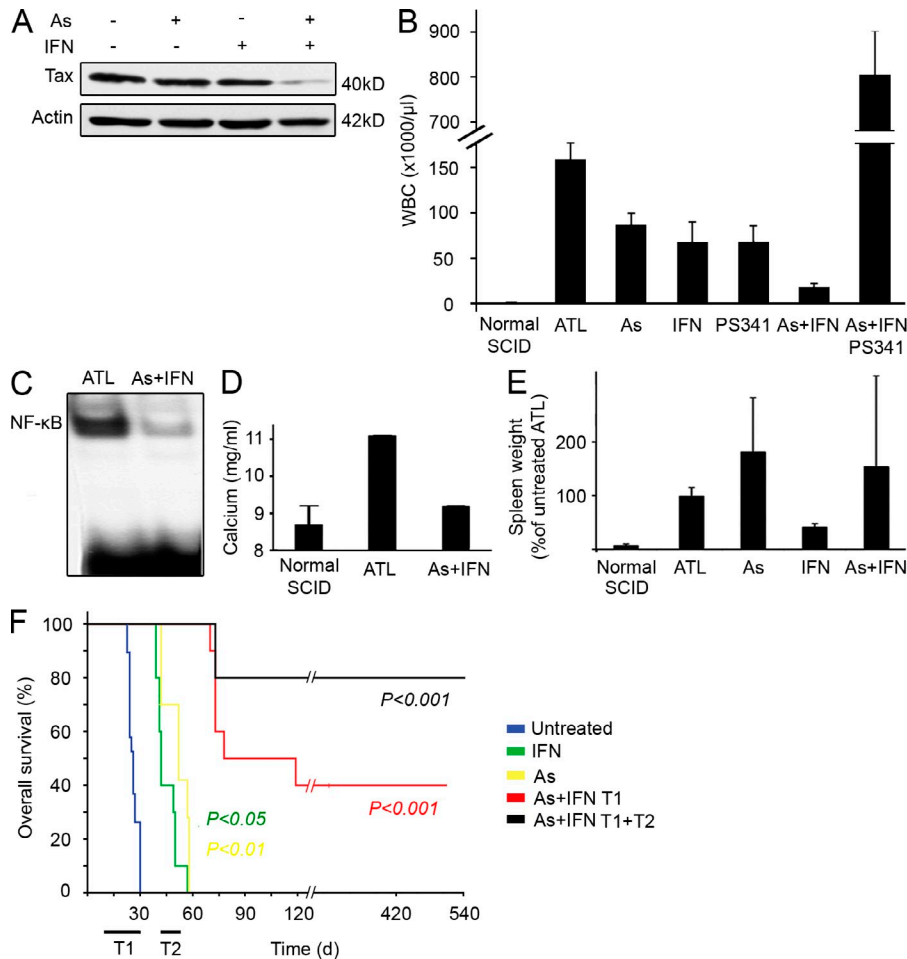 A
As - + - +
IFN - - + +
Tax 40kD
Actin 42kD
B
WBC (x1000/µl)
900
800
700
150
100
50
0
Normal SCID
ATL
As
IFN
PS341
As+IFN
As+IFN PS341
C
ATL As+IFN
NF-κB
D
Calcium (mg/ml)
11
10
9
8
Normal SCID
ATL
As+IFN
E
Spleen weight
(%of untreated ATL)
200
100
Normal SCID
ATL
As
IFN
As+IFN
F
Overall survival (%)
100
80
60
40
20
0
P<0.001
P<0.001
P<0.05
P<0.01
30 60 90 120 420 540
T1 T2 Time (d)
Untreated
IFN
As
As+IFN T1
As+IFN T1+T2